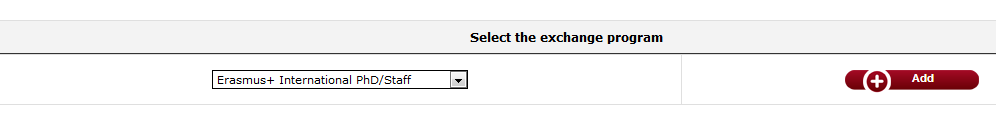 Select the exchange program
Erasmus+ International PhD/Staff
Add